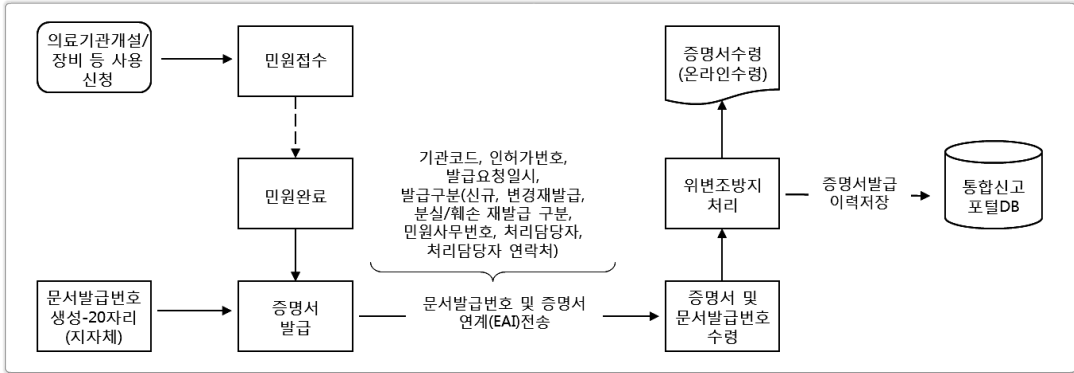 의료기관개설/
장비 등 사용
신청
민원접수
증명서수령
(온라인수령)
민원완료
기관코드, 인허가번호,
발급요청일시,
발급구분(신규, 변경재발급,
분실/훼손 재발급 구분,
민원사무번호, 처리담당자,
처리담당자 연락처)
위변조방지
처리
증명서발급
이력저장
통합신고
포털DB
문서발급번호
생성-20자리
(지자체)
증명서
발급
문서발급번호 및 증명서
연계(EAI)전송
증명서 및
문서발급번호
수령